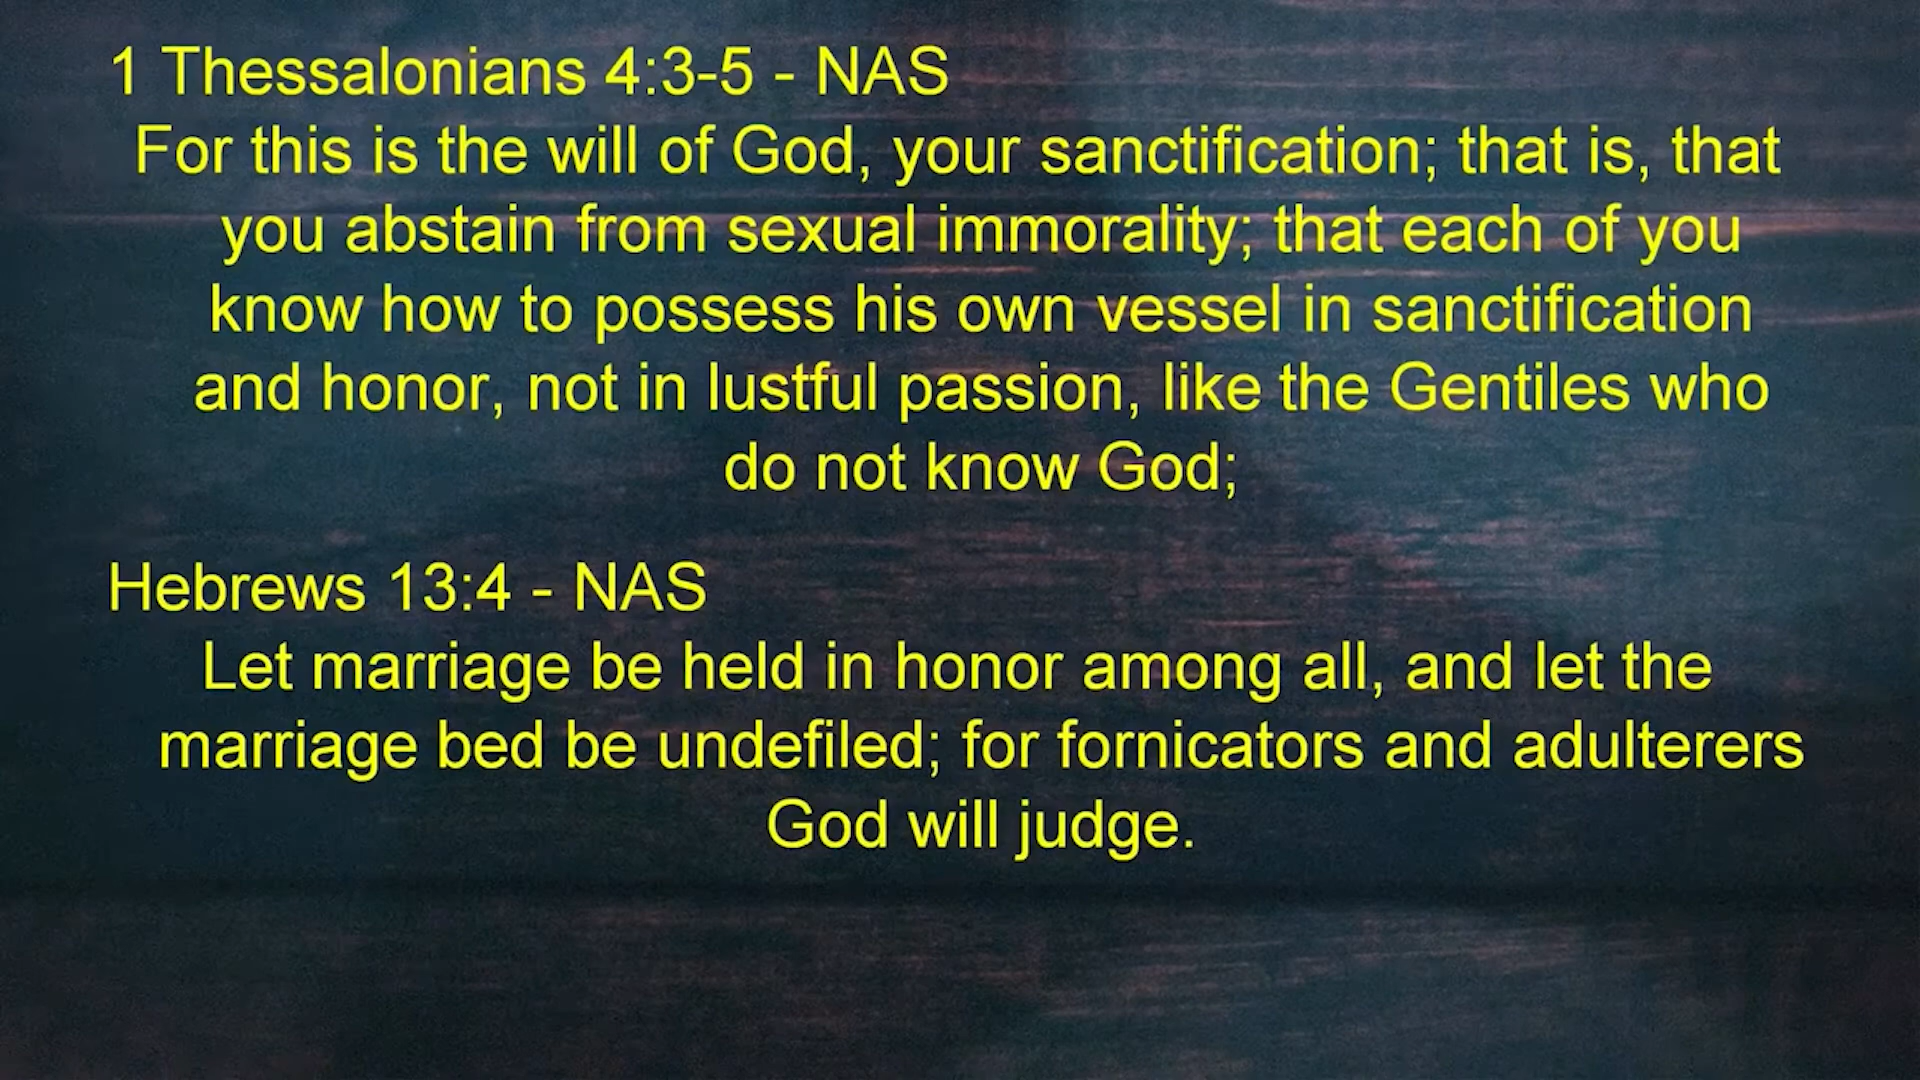 1 Thessalonians 4:3-5 - NAS
For this is the will of God, your sanctification; that is, that
you abstain from sexual immorality; that each of you
know how to possess his own vessel in sanctification
and honor, not in lustful passion, like the Gentiles who
do not know God;
Hebrews 13:4 - NAS
Let marriage be held in honor among all, and let the
marriage bed be undefiled; for fornicators and adulterers
God will judge.